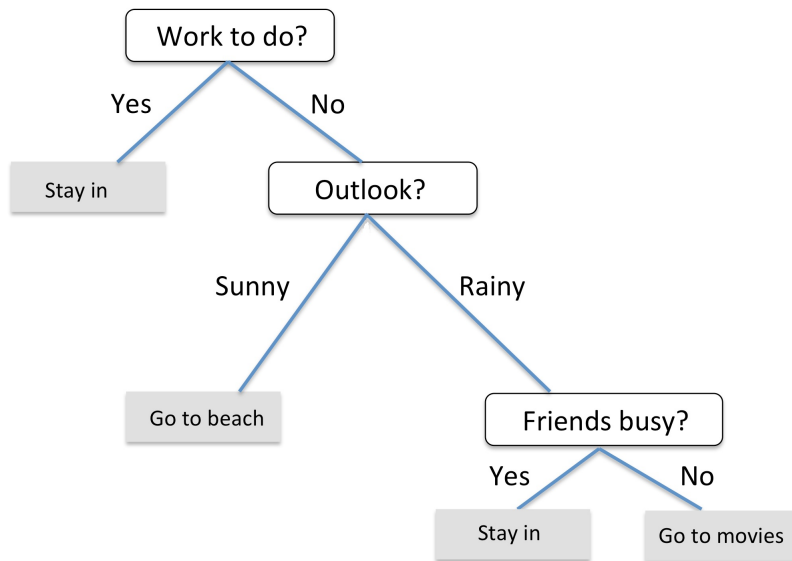 Work to do?
Yes
No
Stay in
Outlook?
Sunny
Rainy
Go to beach
Friends busy?
Yes
No
Stay in
Go to movies